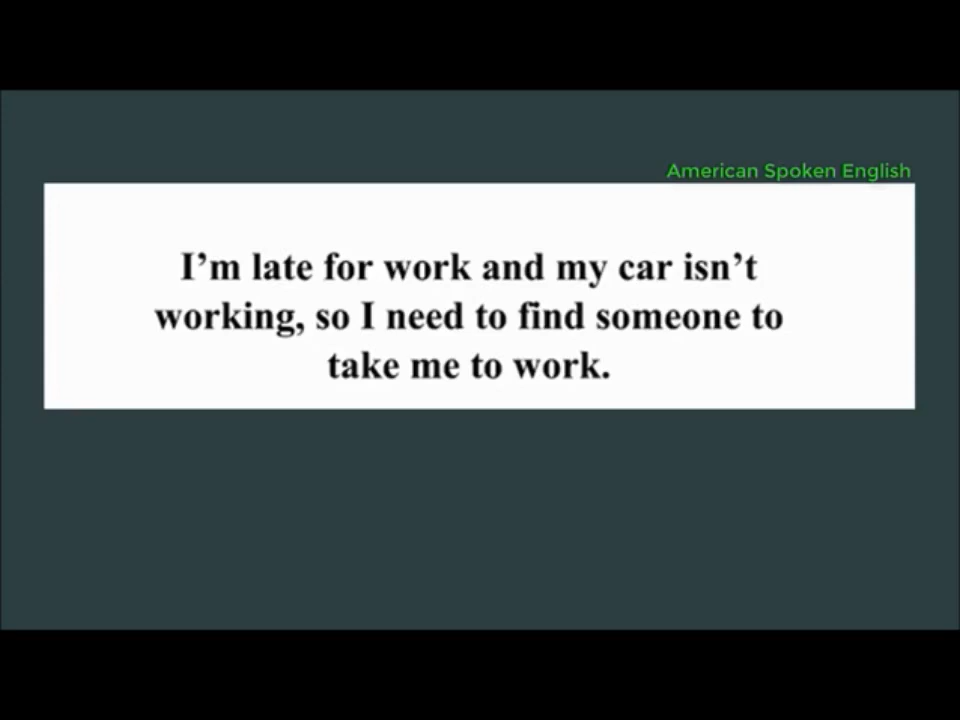 American Spoken English
I’m late for work and my car isn’t
working, so I need to find someone to
take me to work.